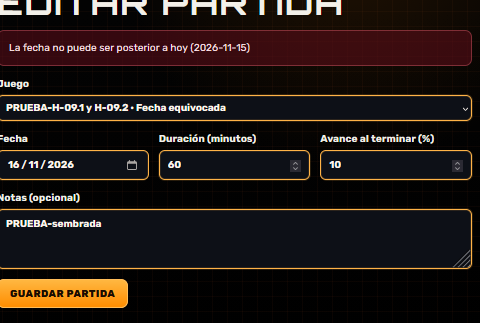 EDITAR PARTIDA
La fecha no puede ser posterior a hoy (2026-11-15)
Juego
PRUEBA-H-09.1 y H-09.2 · Fecha equivocada
Fecha Duración (minutos) Avance al terminar (%)
16 / 11 / 2026 60 10
Notas (opcional)
PRUEBA-sembrada
GUARDAR PARTIDA